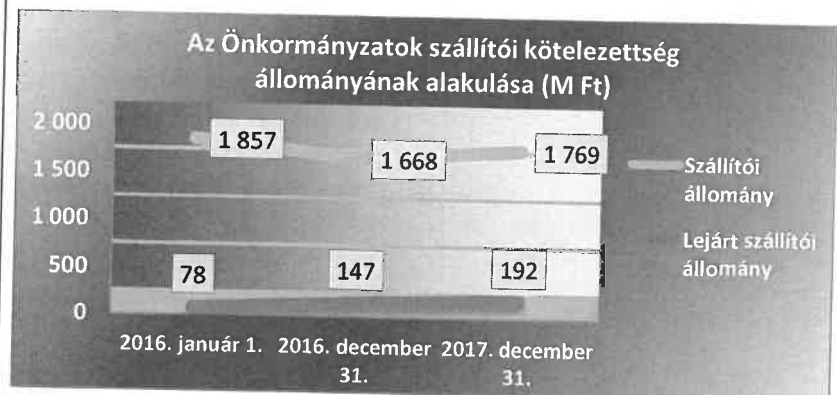 Az Önkormányzatok szállítói kötelezettség
állományának alakulása (M Ft)
2 000
1 500
1 000
500
0
1 857
1 668
1 769
78
147
192
2016. január 1.
2016. december
31.
2017. december
31.
Szállítói
állomány
Lejárt szállítói
állomány